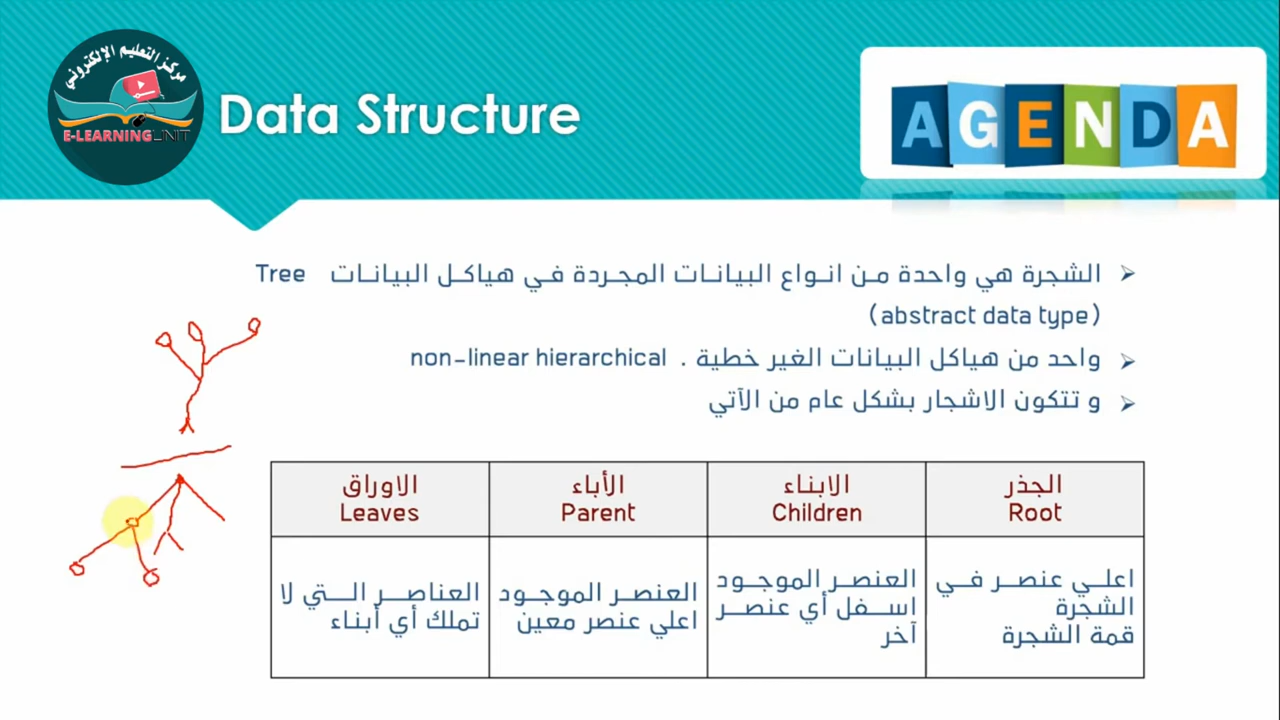 مركز التعليم الإلكتروني
E-LEARNING UNIT
Data Structure
AGENDA
الشجرة هي واحدة من انواع البيانات المجردة في هياكل البيانات Tree
(abstract data type)
واحد من هياكل البيانات الغير خطية . non-linear hierarchical
و تتكون الاشجار بشكل عام من الآتي
الجذر
Root
الابناء
Children
الأباء
Parent
الاوراق
Leaves
اعلي عنصر في
الشجرة
قمة الشجرة
العنصر الموجود
اسفل أي عنصر
آخر
العنصر الموجود
اعلي عنصر معين
العناصر التي لا
تملك أي أبناء